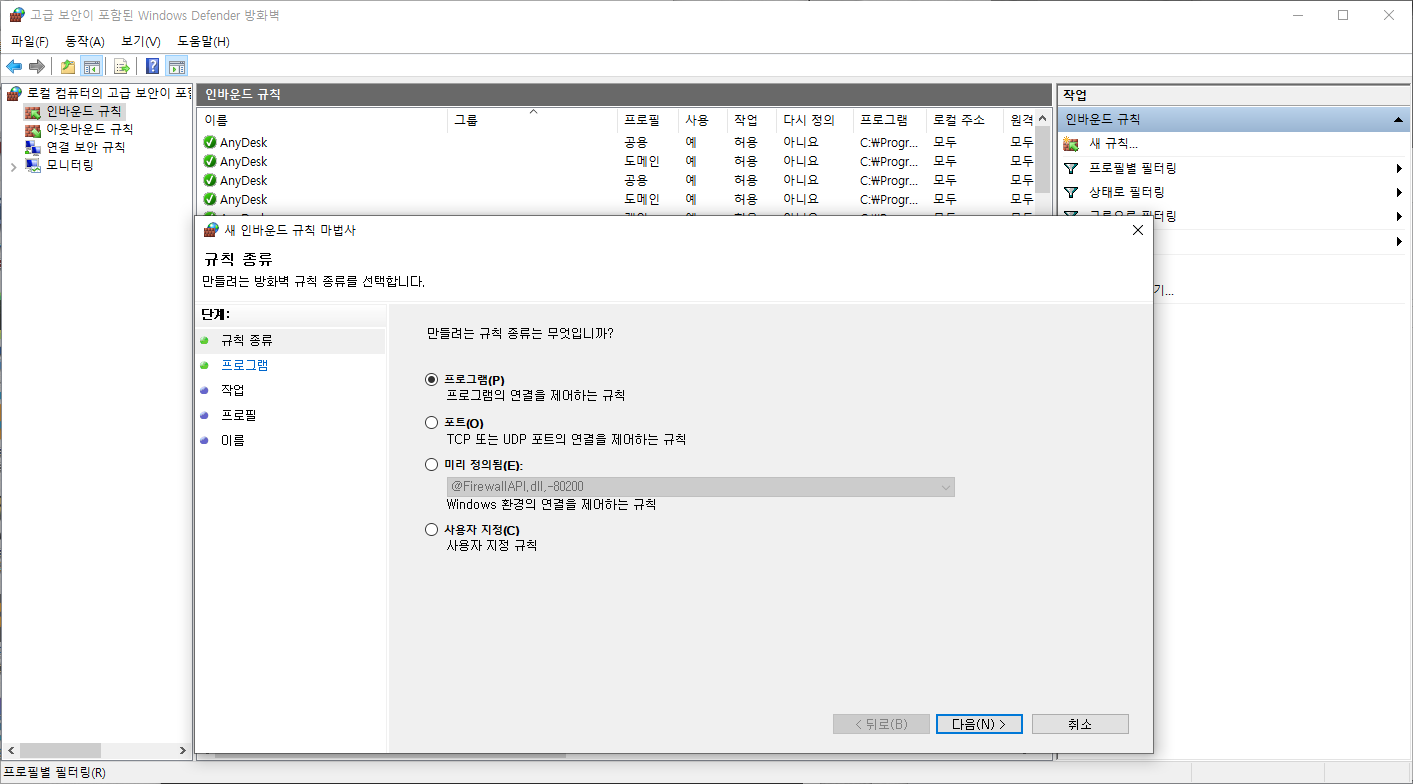 고급 보안이 포함된 Windows Defender 방화벽
파일(F) 동작(A) 보기(V) 도움말(H)
로컬 컴퓨터의 고급 보안이 포함
인바운드 규칙
아웃바운드 규칙
연결 보안 규칙
모니터링
인바운드 규칙
이름 그룹 프로필 사용 작업 다시 정의 프로그램 로컬 주소 원격
AnyDesk 공용 예 허용 아니요 C:₩Progr... 모두 모두
AnyDesk 도메인 예 허용 아니요 C:₩Progr... 모두 모두
AnyDesk 공용 예 허용 아니요 C:₩Progr... 모두 모두
AnyDesk 도메인 예 허용 아니요 C:₩Progr... 모두 모두
작업
인바운드 규칙
새 규칙...
프로필별 필터링
상태로 필터링
그룹으로 필터링
기...
새 인바운드 규칙 마법사
규칙 종류
만들려는 방화벽 규칙 종류를 선택합니다.
단계:
규칙 종류
프로그램
작업
프로필
이름
만들려는 규칙 종류는 무엇입니까?
프로그램(P)
프로그램의 연결을 제어하는 규칙
포트(O)
TCP 또는 UDP 포트의 연결을 제어하는 규칙
미리 정의됨(E):
@FirewallAPI.dll,-80200
Windows 환경의 연결을 제어하는 규칙
사용자 지정(C)
사용자 지정 규칙
< 뒤로(B) 다음(N) > 취소
프로필별 필터링(R)